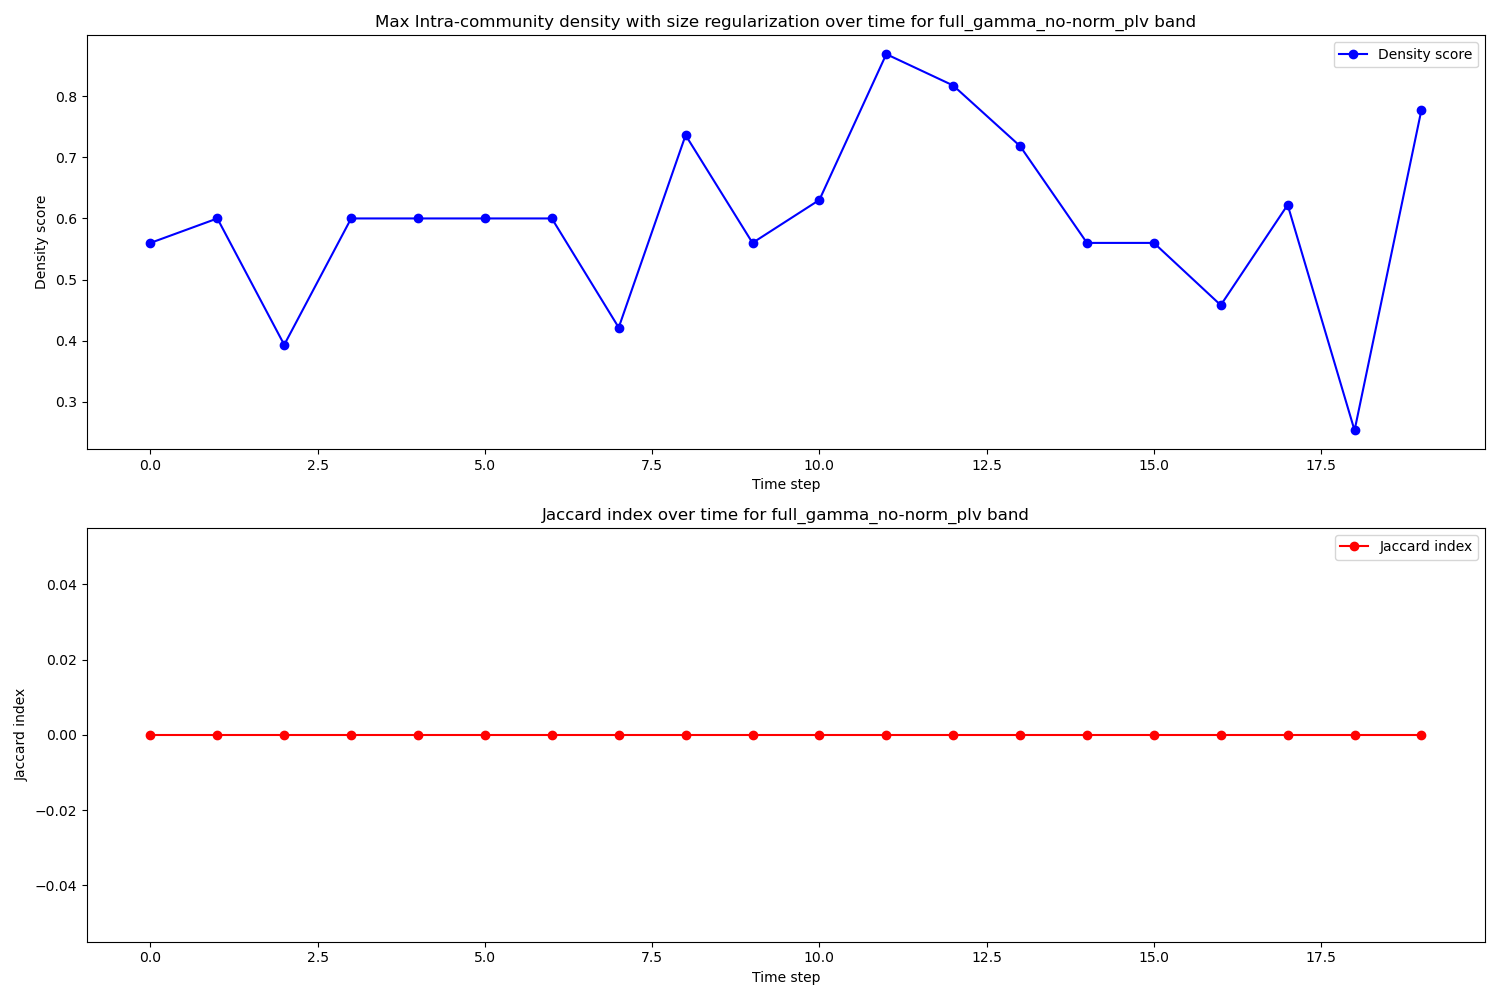 Max Intra-community density with size regularization over time for full_gamma_no-norm_plv band
Density score
0.8
0.7
0.6
0.5
0.4
0.3
Density score
0.0 2.5 5.0 7.5 10.0 12.5 15.0 17.5
Time step
Jaccard index over time for full_gamma_no-norm_plv band
Jaccard index
0.04
0.02
0.00
−0.02
−0.04
Jaccard index
0.0 2.5 5.0 7.5 10.0 12.5 15.0 17.5
Time step